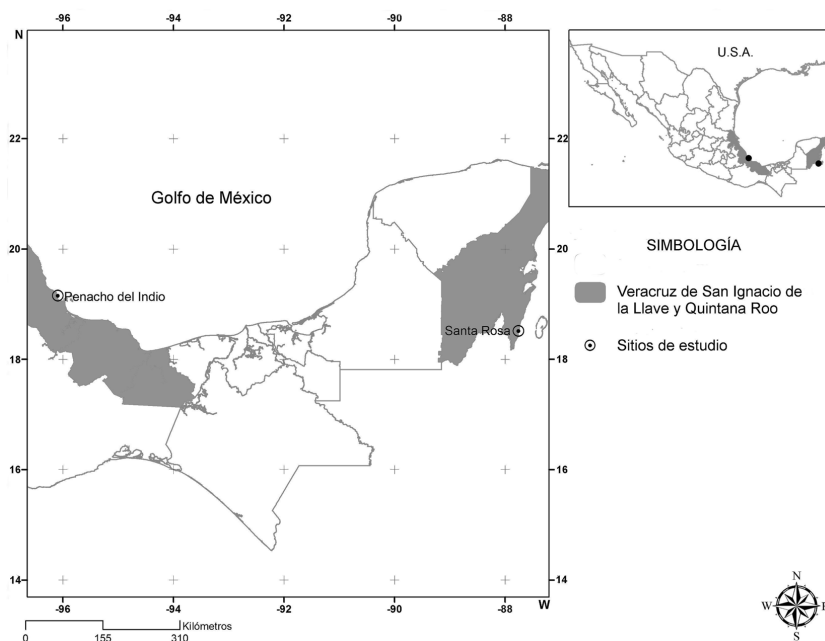 -96 -94 -92 -90 -88
N
22 22
20 20
18 18
16 16
14 14
Golfo de México
Penacho del Indio
Santa Rosa
-96 -94 -92 -90 -88
W
0 155 310
Kilómetros
U.S.A.
SIMBOLOGÍA
Veracruz de San Ignacio de
la Llave y Quintana Roo
Sitios de estudio
N
W E
S